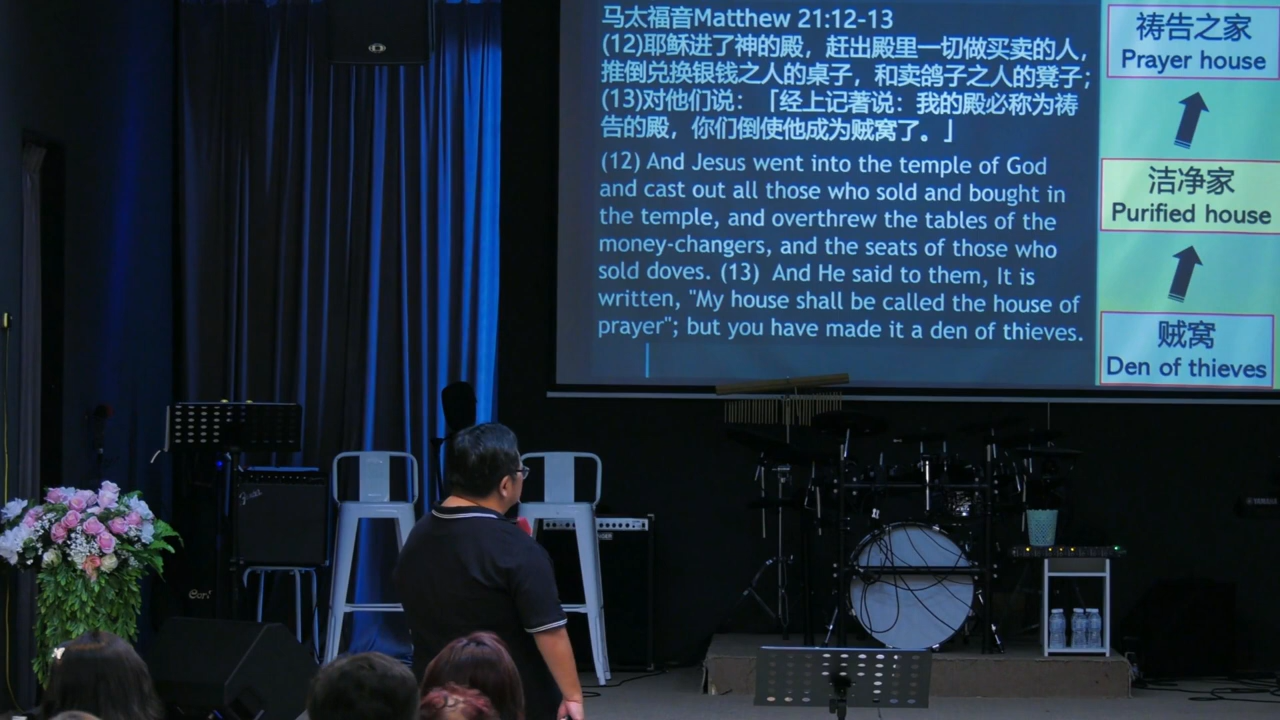 马太福音Matthew 21:12-13
(12)耶稣进了神的殿，赶出殿里一切做买卖的人，
推倒兑换银钱之人的桌子，和卖鸽子之人的凳子；
(13)对他们说：「经上记著说：我的殿必称为祷
告的殿，你们倒使他成为贼窝了。」
(12) And Jesus went into the temple of God
and cast out all those who sold and bought in
the temple, and overthrew the tables of the
money-changers, and the seats of those who
sold doves. (13) And He said to them, It is
written, "My house shall be called the house of
prayer"; but you have made it a den of thieves.
祷告之家
Prayer house
洁净家
Purified house
贼窝
Den of thieves
Fender